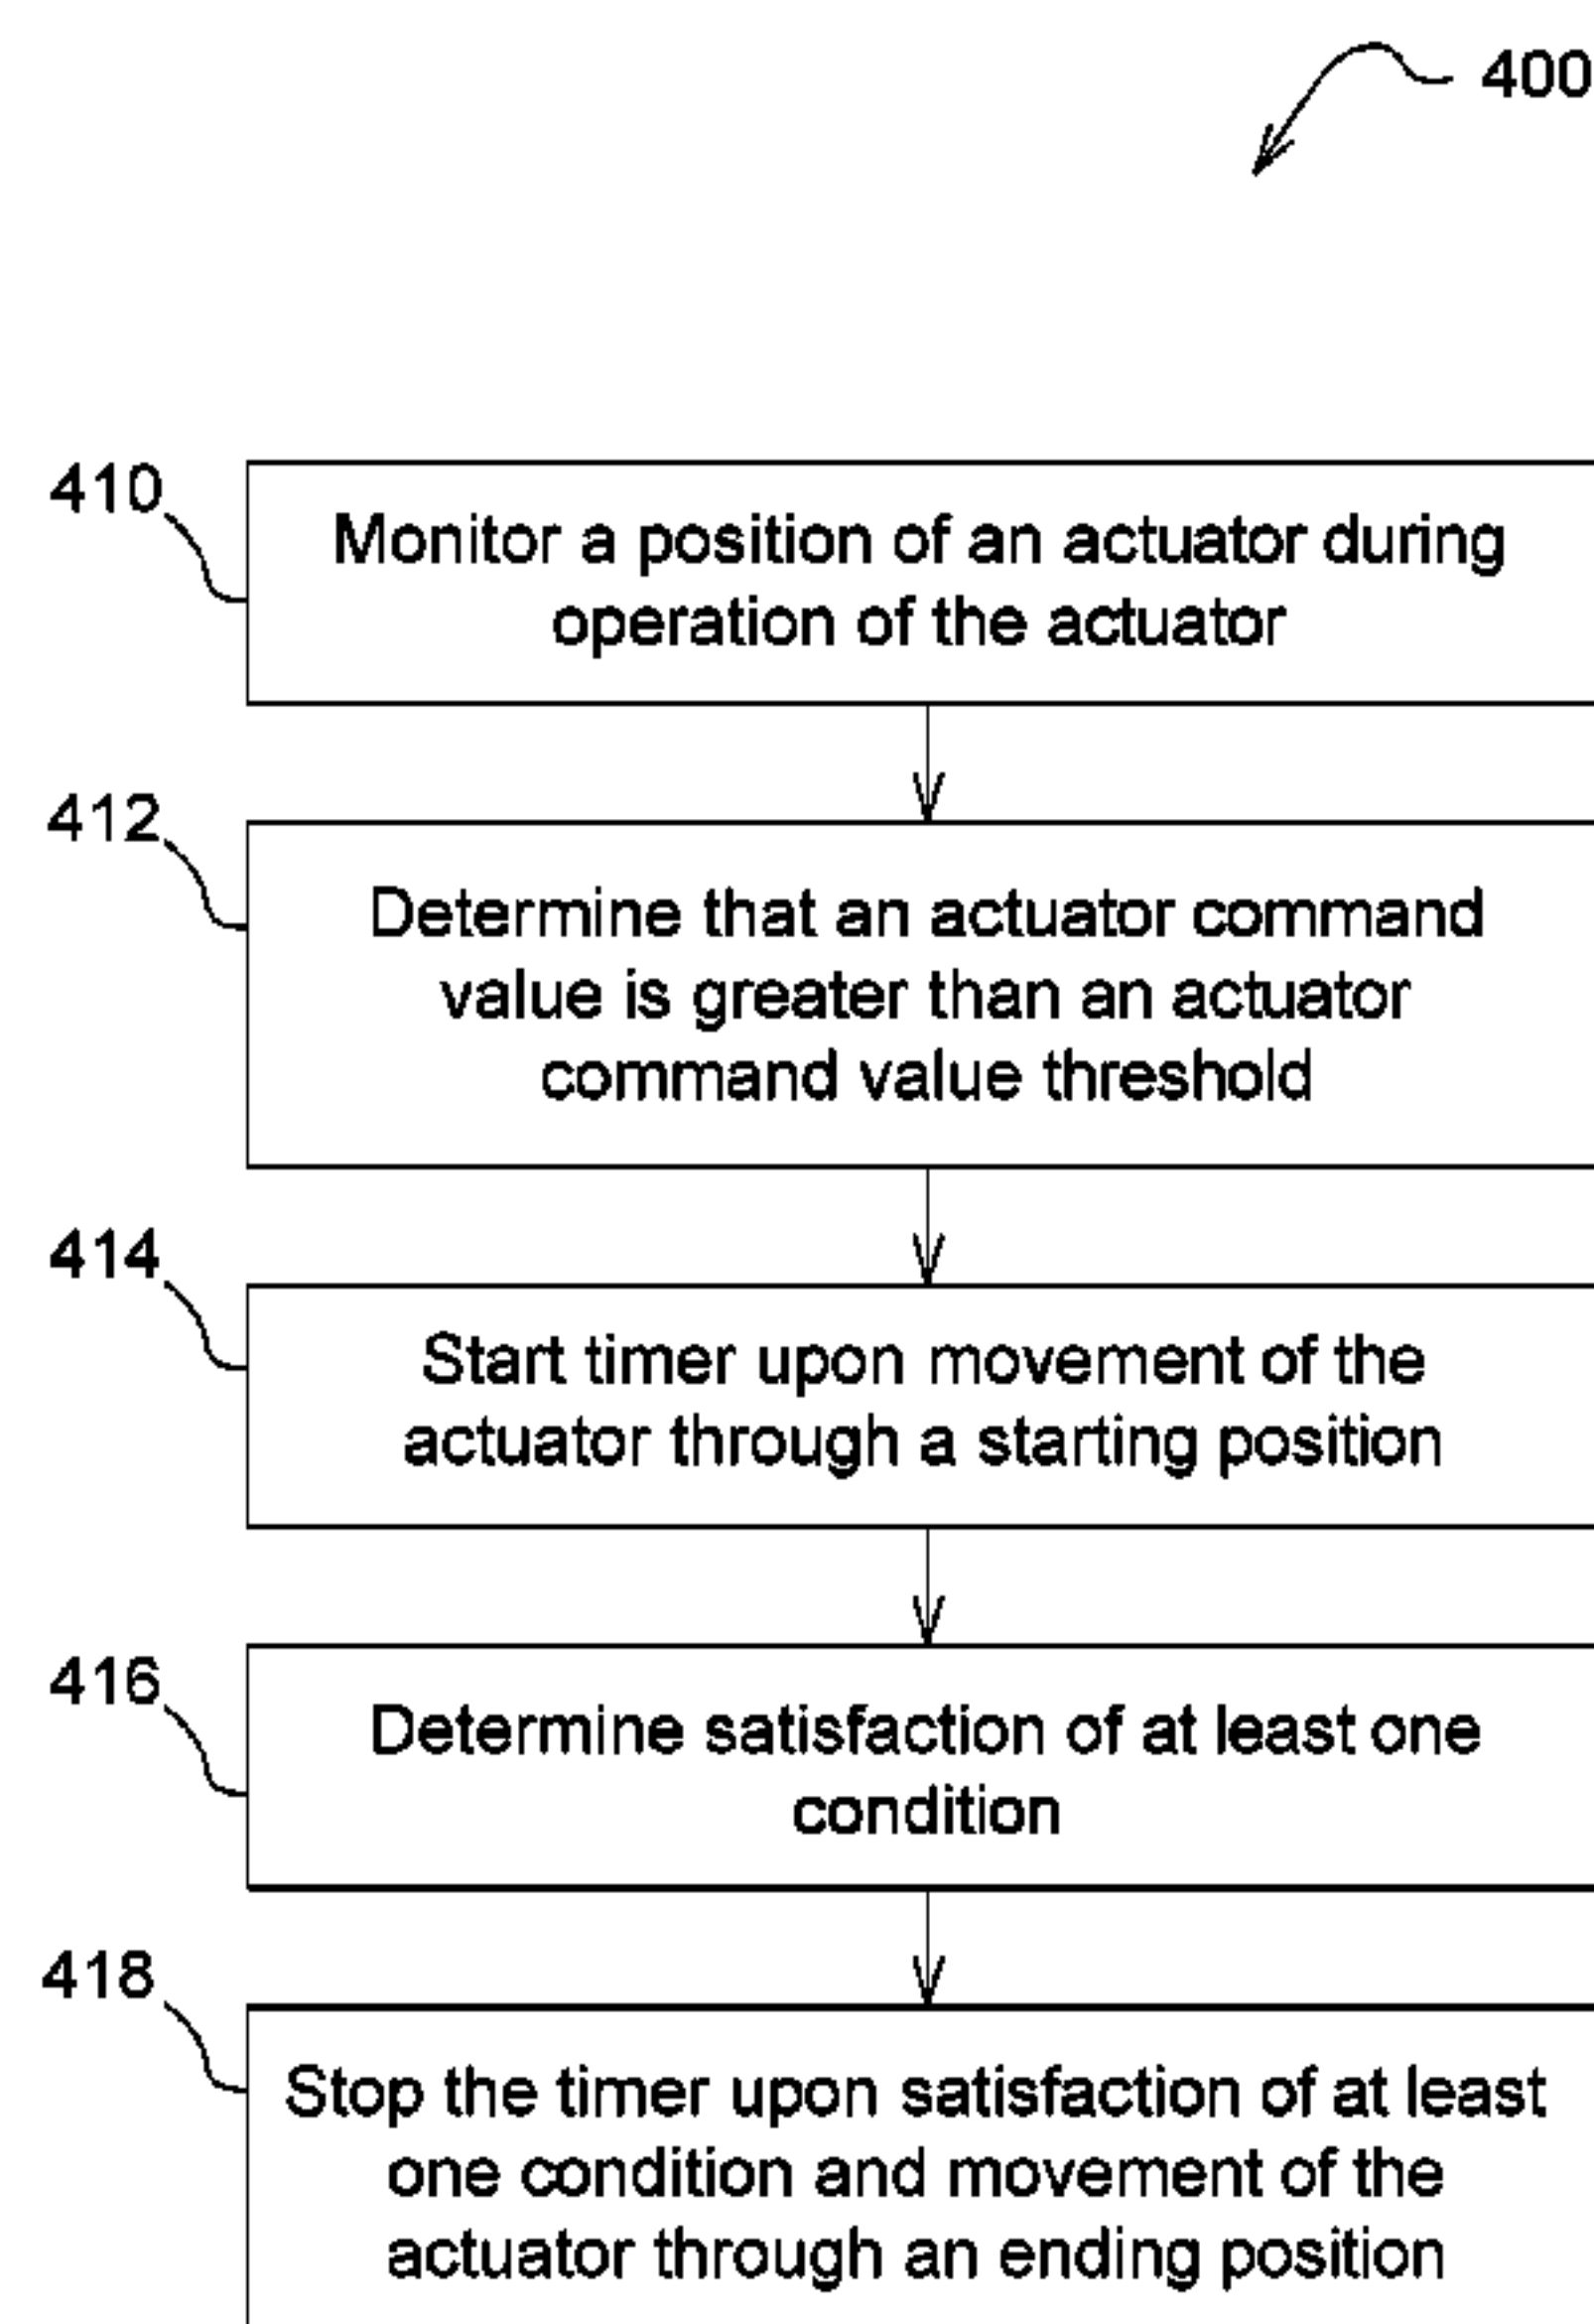 400
410
Monitor a position of an actuator during
operation of the actuator
412
Determine that an actuator command
value is greater than an actuator
command value threshold
414
Start timer upon movement of the
actuator through a starting position
416
Determine satisfaction of at least one
condition
418
Stop the timer upon satisfaction of at least
one condition and movement of the
actuator through an ending position